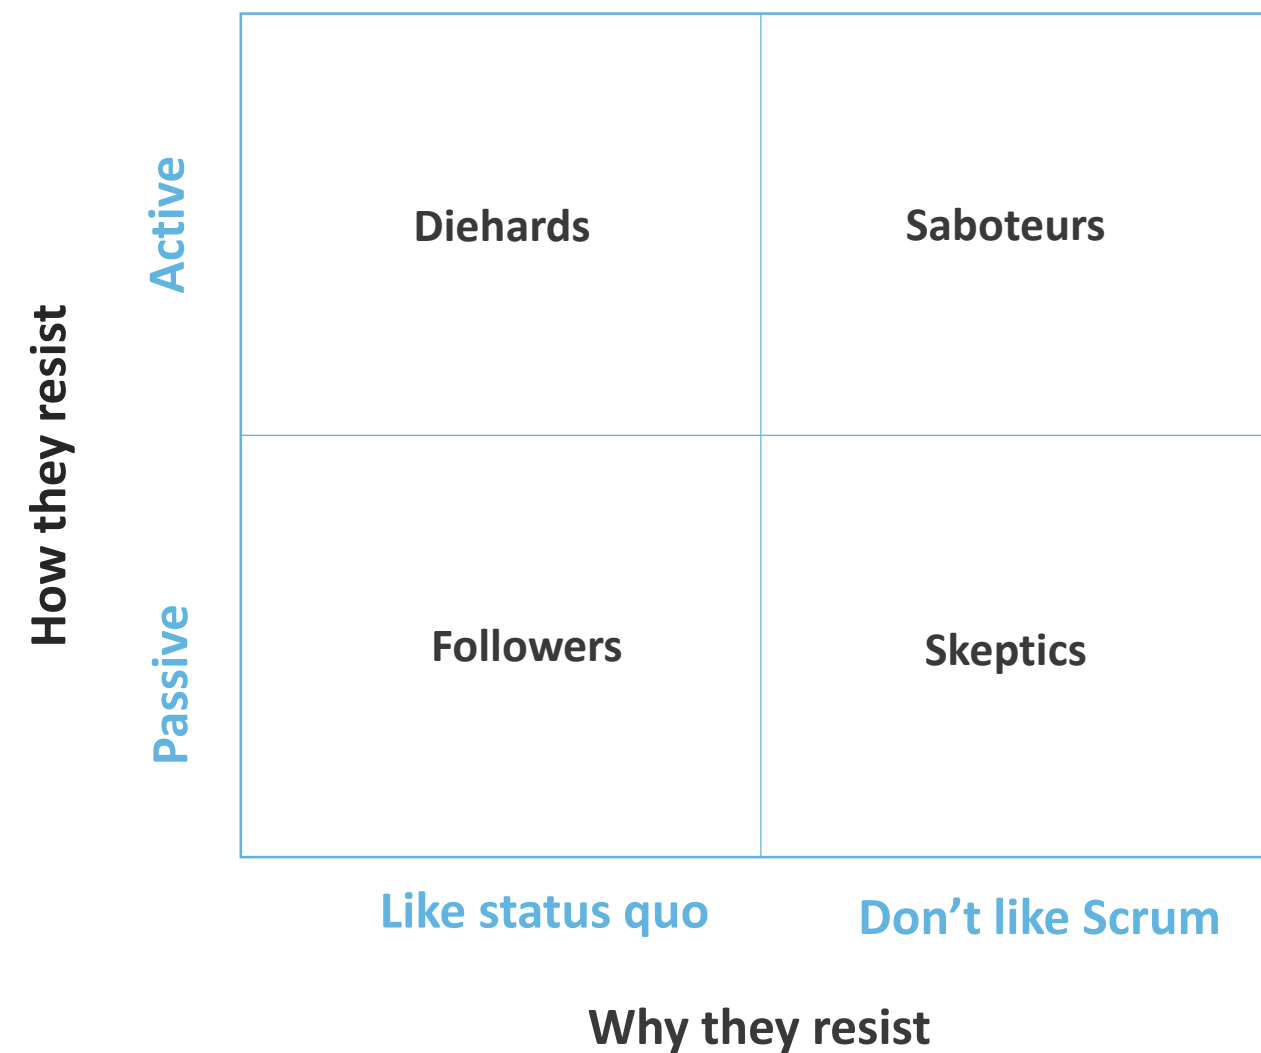 How they resist
Active
Diehards
Saboteurs
Passive
Followers
Skeptics
Like status quo
Don’t like Scrum
Why they resist